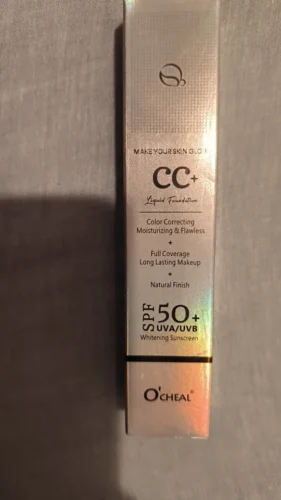 MAKE YOUR SKIN GLOW
CC+
Liquid Foundation
Color Correcting
Moisturizing & Flawless
+
Full Coverage
Long Lasting Makeup
+
Natural Finish
SPF 50+
UVA/UVB
Whitening Sunscreen
O'CHEAL®